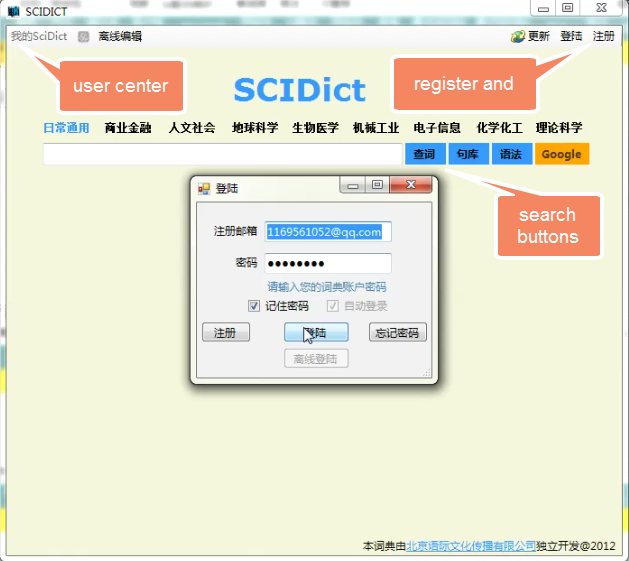 SCIDICT
我的SciDict 离线编辑 更新 登陆 注册
user center
register and
SCIDict
日常通用 商业金融 人文社会 地球科学 生物医学 机械工业 电子信息 化学化工 理论科学
查词 句库 语法 Google
search
buttons
登陆
注册邮箱 1169561052@qq.com
密码 ●●●●●●●●
请输入您的词典账户密码
记住密码 自动登录
注册 登陆 忘记密码
离线登陆
本词典由北京语际文化传播有限公司独立开发@2012